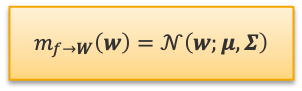 m_{f→W}(w) = 𝒩(w; μ, Σ)